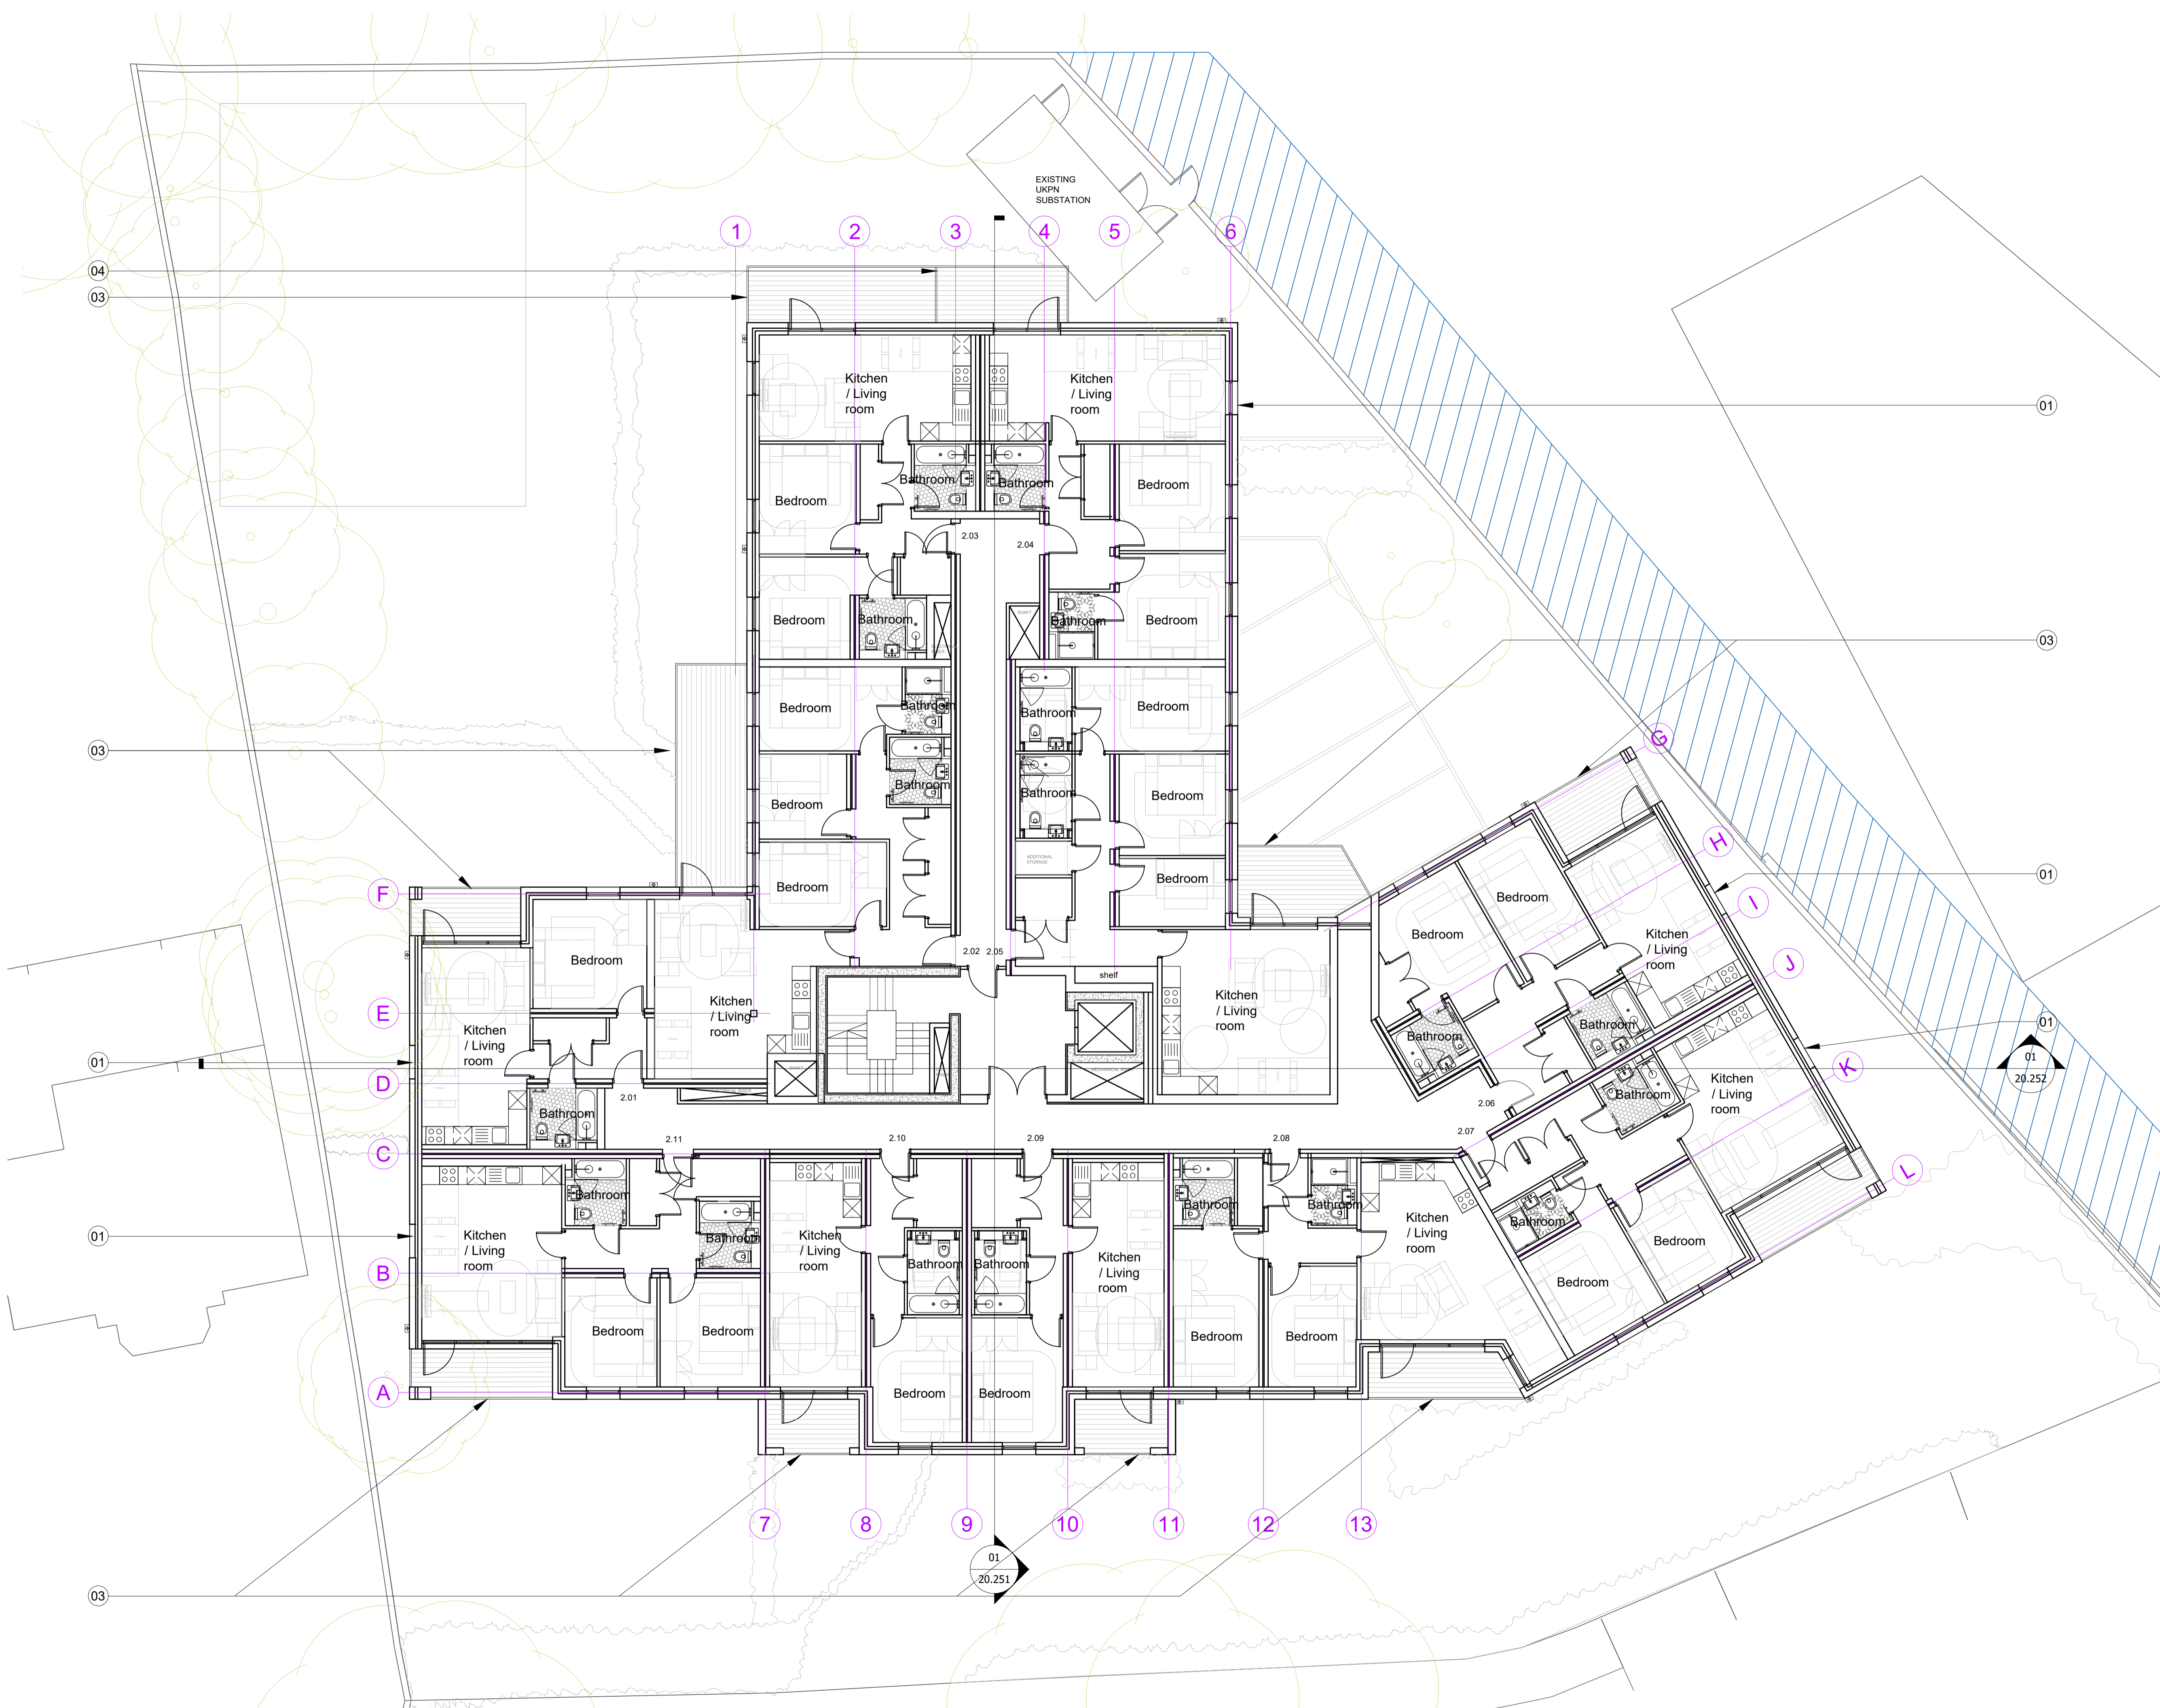 EXISTING
UKPN
SUBSTATION
1
2
3
4
5
6
04
03
Kitchen
/ Living
room
Kitchen
/ Living
room
01
Bathroom
Bathroom
Bedroom
Bedroom
2.03
2.04
SHAFT
Bedroom
Bathroom
Bathroom
Bedroom
03
Bedroom
Bathroom
Bathroom
Bedroom
03
G
Bedroom
Bathroom
Bathroom
Bedroom
H
ADDITIONAL
STORAGE
Bedroom
Bedroom
01
F
Bedroom
Bedroom
I
Kitchen
/ Living
room
Bedroom
2.02
2.05
shelf
J
Kitchen
/ Living
room
Kitchen
/ Living
room
E
Kitchen
/ Living
room
Bathroom
Bathroom
01
01
20.252
01
D
SHAFT
K
2.01
Bathroom
Kitchen
/ Living
room
Bathroom
2.06
2.07
C
2.11
2.10
2.09
2.08
L
Bathroom
Bathroom
Bathroom
Bathroom
Kitchen
/ Living
room
01
Kitchen
/ Living
room
Bathroom
Kitchen
/ Living
room
Bathroom
Bathroom
Kitchen
/ Living
room
Bedroom
B
Bedroom
Bedroom
Bedroom
Bedroom
Bedroom
A
Bedroom
Bedroom
7
8
9
10
11
12
13
01
20.251
03